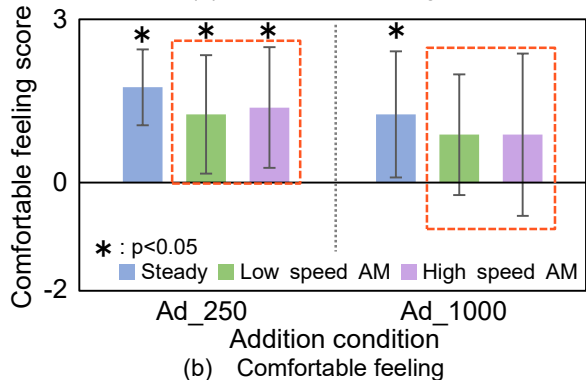 3
* * * *
0
Comfortable feeling score
* : p<0.05
Steady Low speed AM High speed AM
-2
Ad_250 Ad_1000
Addition condition
(b) Comfortable feeling